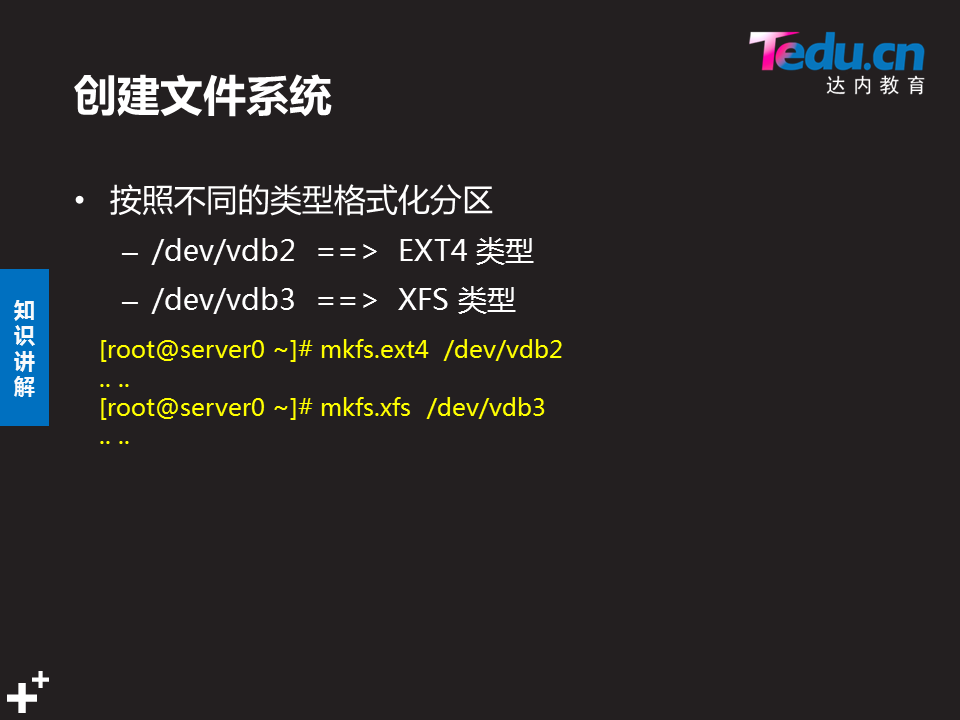 Tedu.cn
达内教育
创建文件系统
• 按照不同的类型格式化分区
– /dev/vdb2 ==> EXT4 类型
– /dev/vdb3 ==> XFS 类型
[root@server0 ~]# mkfs.ext4 /dev/vdb2
.. ..
[root@server0 ~]# mkfs.xfs /dev/vdb3
.. ..
知识讲解